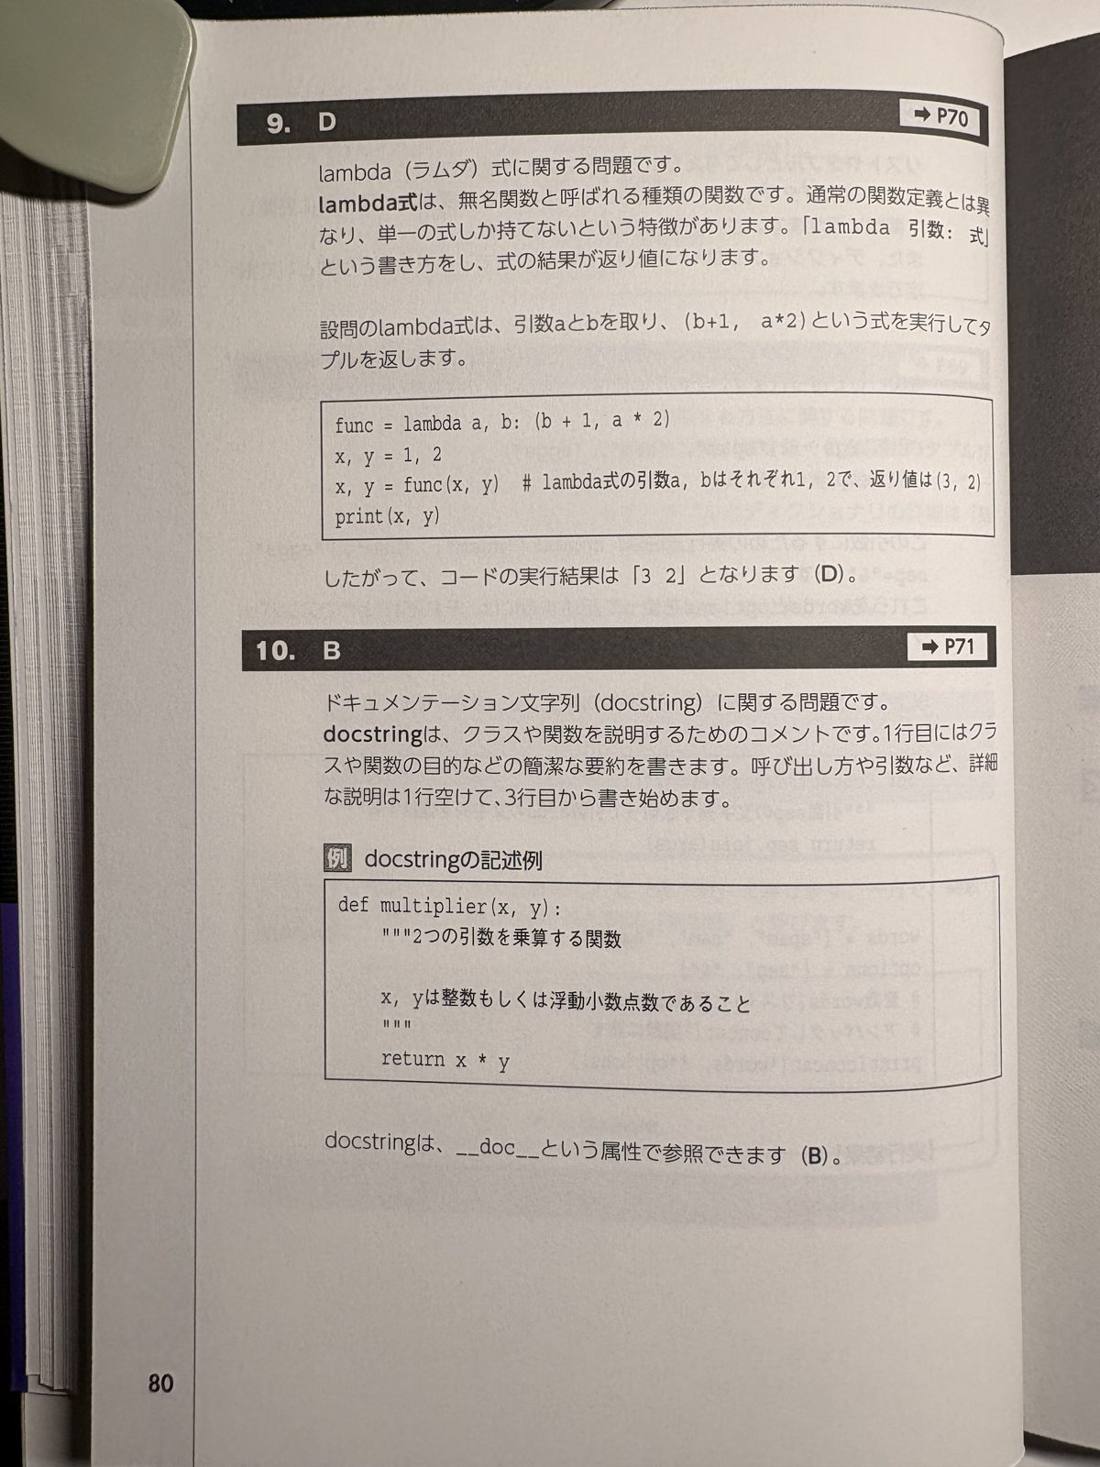 9. D ➡ P70
lambda（ラムダ）式に関する問題です。
lambda式は、無名関数と呼ばれる種類の関数です。通常の関数定義とは異
なり、単一の式しか持てないという特徴があります。「lambda 引数: 式」
という書き方をし、式の結果が返り値になります。
設問のlambda式は、引数aとbを取り、(b+1, a*2)という式を実行してタ
プルを返します。
func = lambda a, b: (b + 1, a * 2)
x, y = 1, 2
x, y = func(x, y)  # lambda式の引数a, bはそれぞれ1, 2で、返り値は(3, 2)
print(x, y)
したがって、コードの実行結果は「3 2」となります（D）。
10. B ➡ P71
ドキュメンテーション文字列（docstring）に関する問題です。
docstringは、クラスや関数を説明するためのコメントです。1行目にはクラ
スや関数の目的などの簡潔な要約を書きます。呼び出し方や引数など、詳細
な説明は1行空けて、3行目から書き始めます。
例 docstringの記述例
def multiplier(x, y):
    """2つの引数を乗算する関数
    x, yは整数もしくは浮動小数点数であること
    """
    return x * y
docstringは、__doc__という属性で参照できます（B）。
80